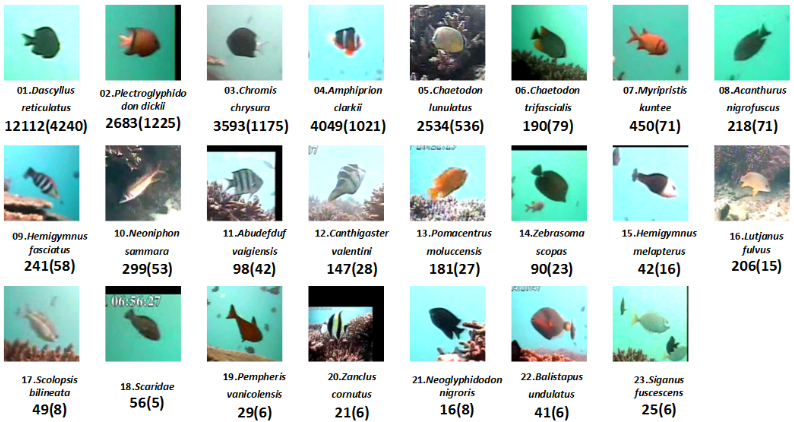 01.Dascyllus
reticulatus
12112(4240)
02.Plectroglyphido
don dickii
2683(1225)
03.Chromis
chrysura
3593(1175)
04.Amphiprion
clarkii
4049(1021)
05.Chaetodon
lunulatus
2534(536)
06.Chaetodon
trifascialis
190(79)
07.Myripristis
kuntee
450(71)
08.Acanthurus
nigrofuscus
218(71)
09.Hemigymnus
fasciatus
241(58)
10.Neoniphon
sammara
299(53)
11.Abudefduf
vaigiensis
98(42)
12.Canthigaster
valentini
147(28)
13.Pomacentrus
moluccensis
181(27)
14.Zebrasoma
scopas
90(23)
15.Hemigymnus
melapterus
42(16)
16.Lutjanus
fulvus
206(15)
06:56:27
17.Scolopsis
bilineata
49(8)
18.Scaridae
56(5)
19.Pempheris
vanicolensis
29(6)
20.Zanclus
cornutus
21(6)
21.Neoglyphidodon
nigroris
16(8)
22.Balistapus
undulatus
41(6)
23.Siganus
fuscescens
25(6)